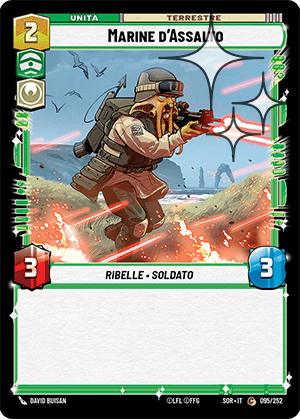 UNITÀ
TERRESTRE
2
MARINE D'ASSALTO
3
3
RIBELLE • SOLDATO
DAVID BUISAN
©LFL ©FFG
SOR • IT C 095/252